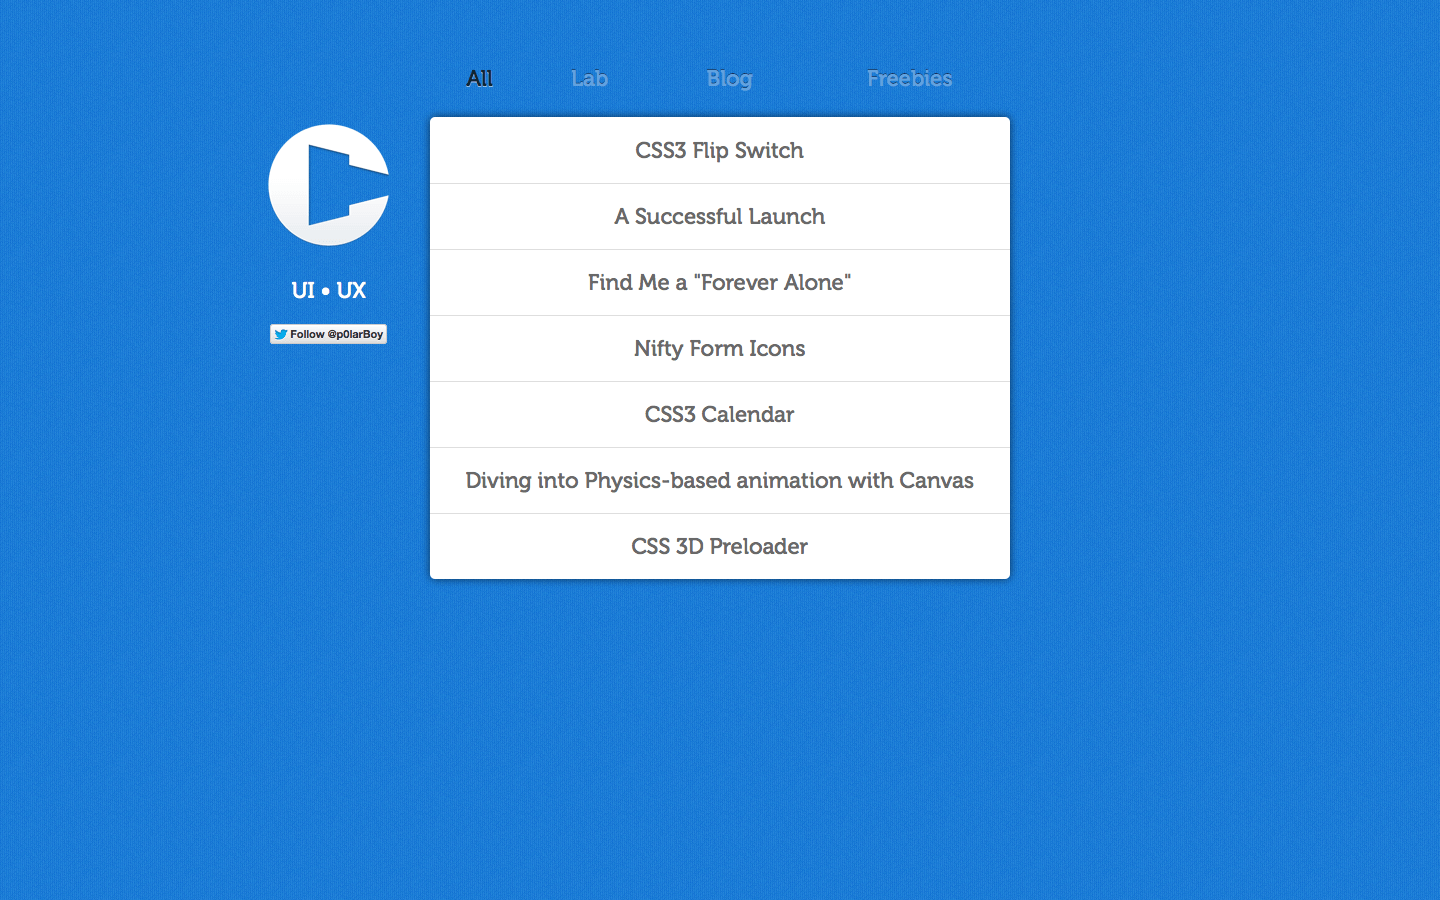 All Lab Blog Freebies
UI • UX
Follow @p0larBoy
CSS3 Flip Switch
A Successful Launch
Find Me a "Forever Alone"
Nifty Form Icons
CSS3 Calendar
Diving into Physics-based animation with Canvas
CSS 3D Preloader